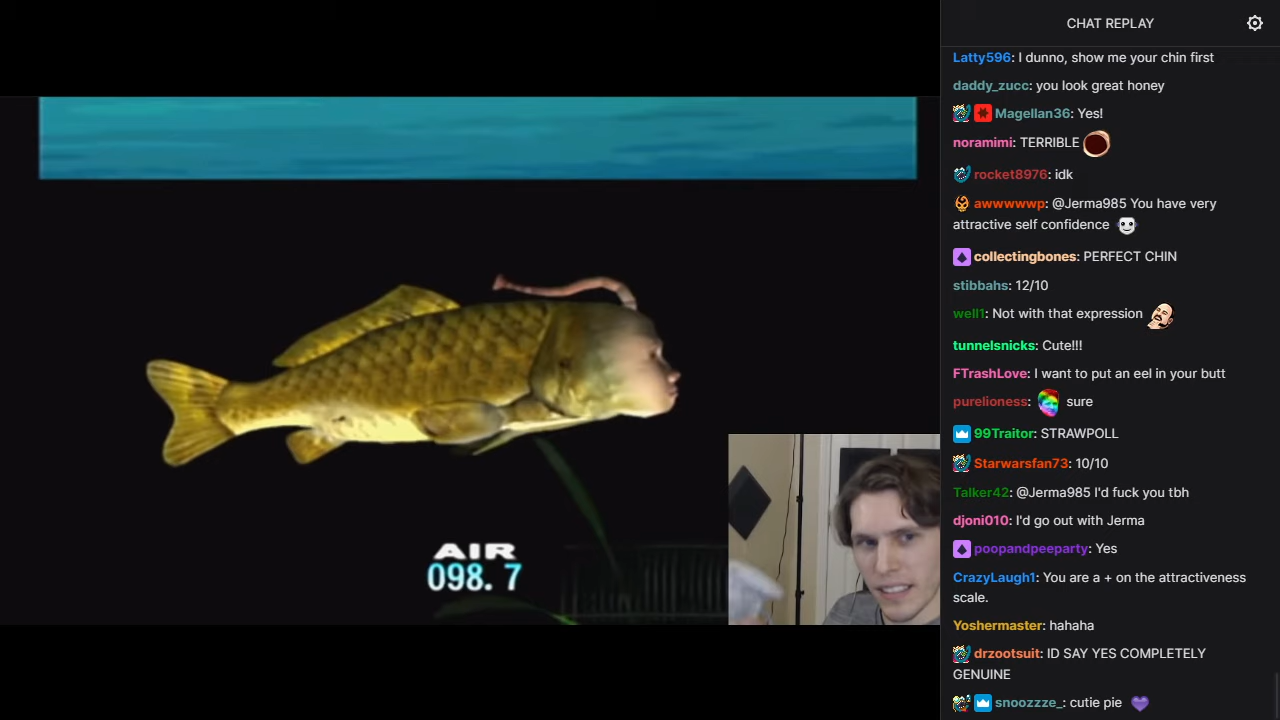 CHAT REPLAY
Latty596: I dunno, show me your chin first
daddy_zucc: you look great honey
Magellan36: Yes!
noramimi: TERRIBLE
rocket8976: idk
awwwwwp: @Jerma985 You have very
attractive self confidence
collectingbones: PERFECT CHIN
stibbahs: 12/10
well1: Not with that expression
tunnelsnicks: Cute!!!
FTrashLove: I want to put an eel in your butt
purelioness: sure
99Traitor: STRAWPOLL
Starwarsfan73: 10/10
Talker42: @Jerma985 I'd fuck you tbh
djoni010: I'd go out with Jerma
poopandpeeparty: Yes
CrazyLaugh1: You are a + on the attractiveness
scale.
Yoshermaster: hahaha
drzootsuit: ID SAY YES COMPLETELY
GENUINE
snoozzze_: cutie pie
AIR
098. 7